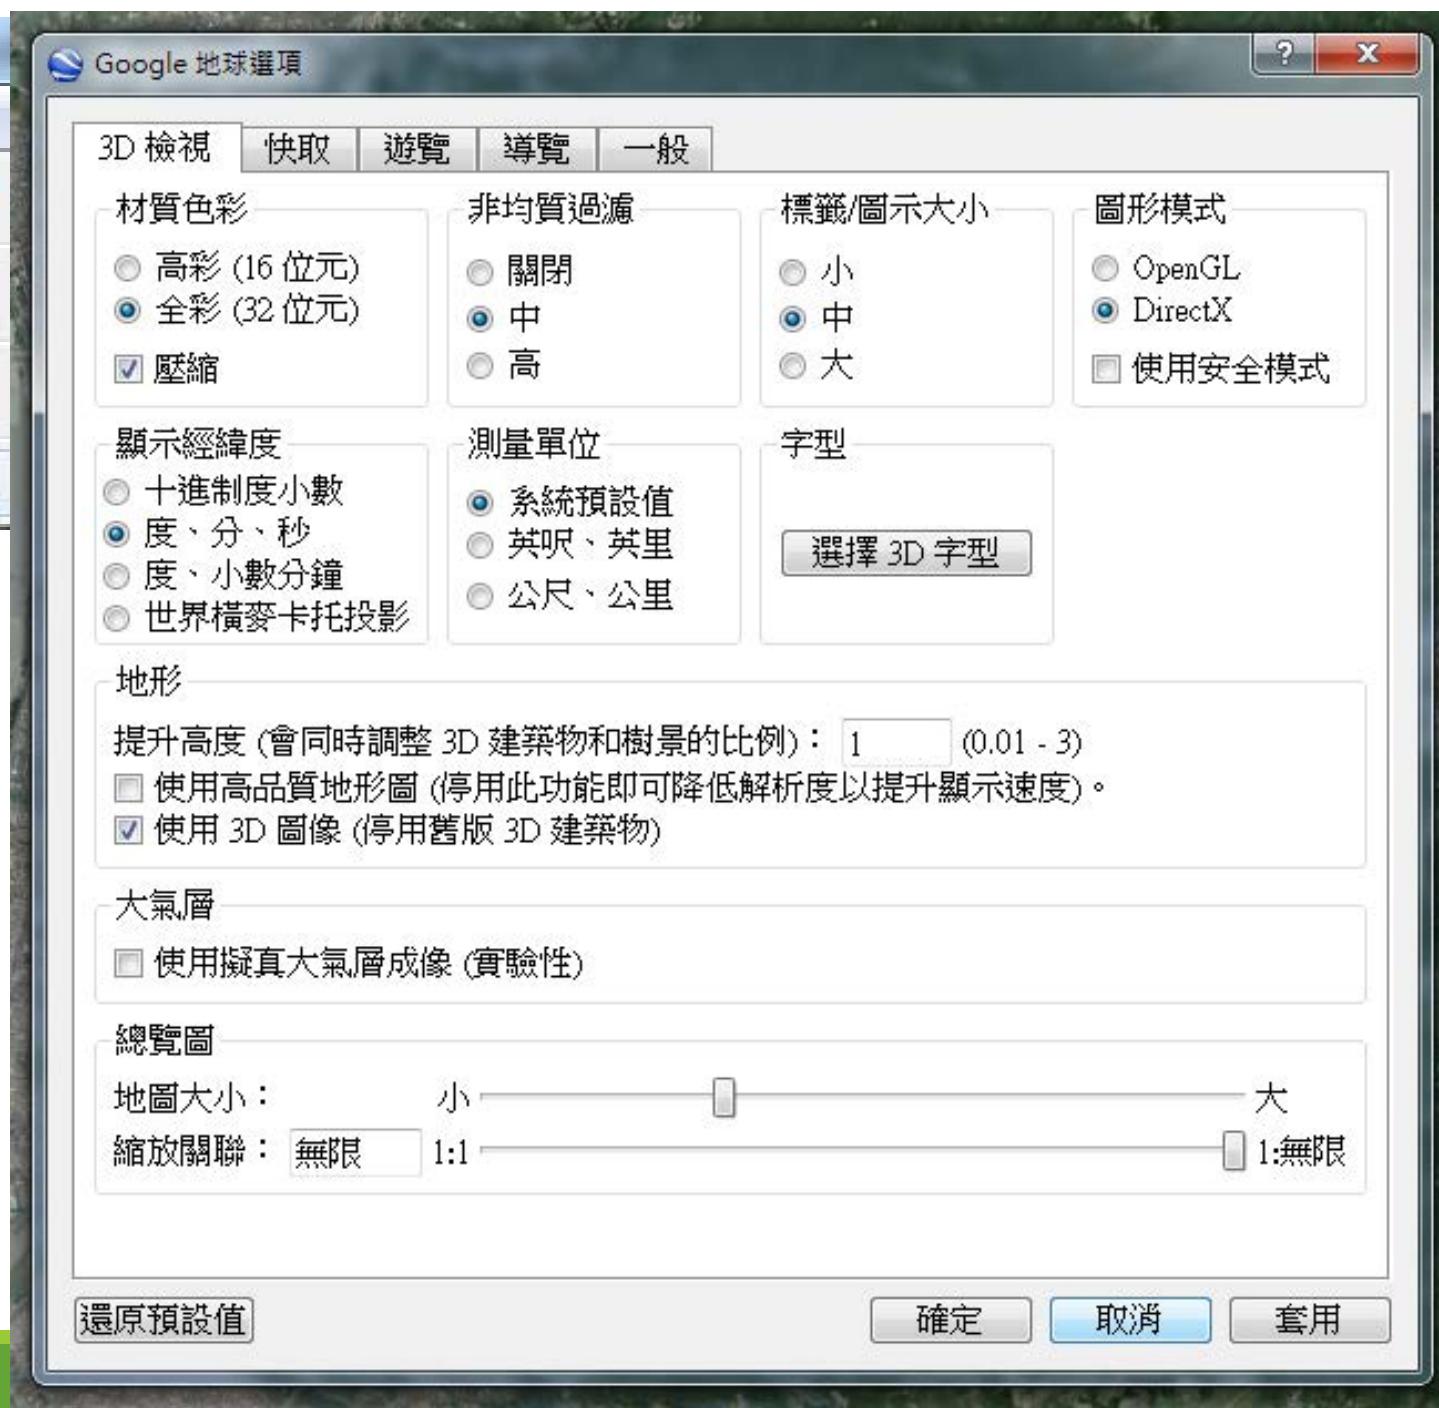 Google 地球選項
?
3D 檢視 快取 遊覽 導覽 一般
材質色彩
高彩 (16 位元)
全彩 (32 位元)
壓縮
非均質過濾
關閉
中
高
標籤/圖示大小
小
中
大
圖形模式
OpenGL
DirectX
使用安全模式
顯示經緯度
十進制度小數
度、分、秒
度、小數分鐘
世界橫麥卡托投影
測量單位
系統預設值
英呎、英里
公尺、公里
字型
選擇 3D 字型
地形
提升高度 (會同時調整 3D 建築物和樹景的比例)： 1 (0.01 - 3)
使用高品質地形圖 (停用此功能即可降低解析度以提升顯示速度)。
使用 3D 圖像 (停用舊版 3D 建築物)
大氣層
使用擬真大氣層成像 (實驗性)
總覽圖
地圖大小： 小 大
縮放關聯： 無限 1:1 1:無限
還原預設值 確定 取消 套用